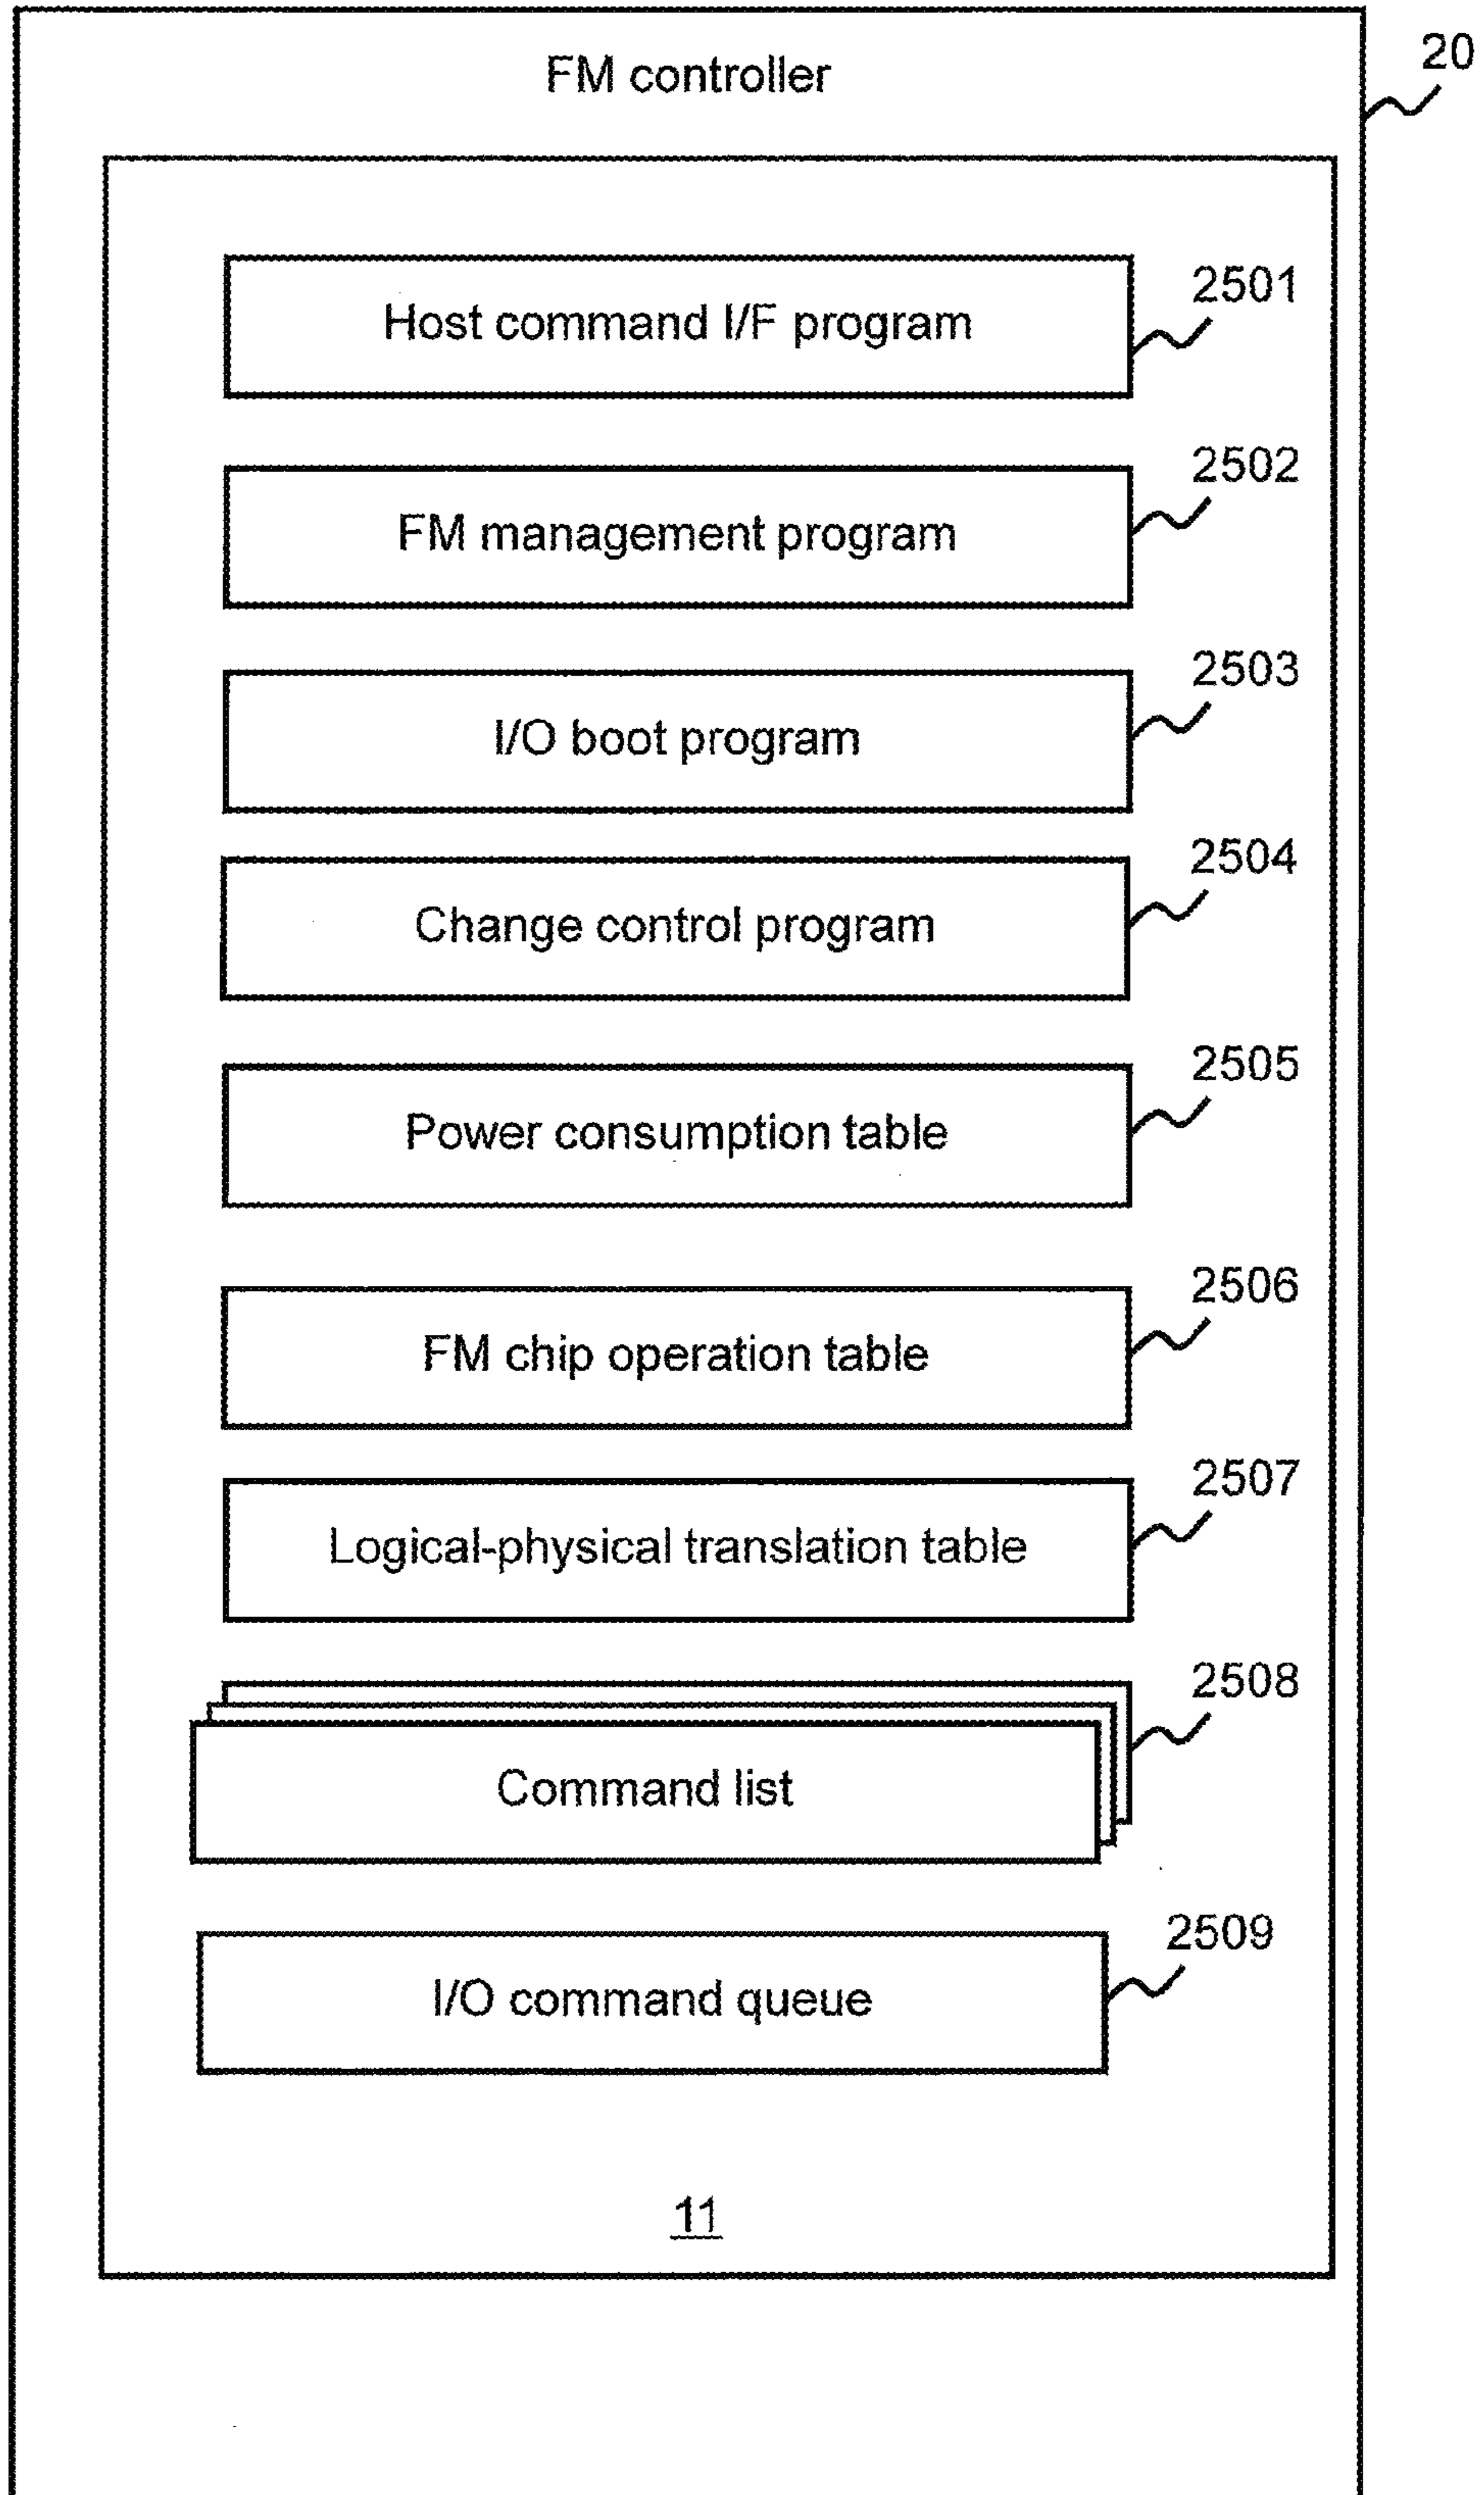 FM controller
20
Host command I/F program
2501
FM management program
2502
I/O boot program
2503
Change control program
2504
Power consumption table
2505
FM chip operation table
2506
Logical-physical translation table
2507
Command list
2508
I/O command queue
2509
11